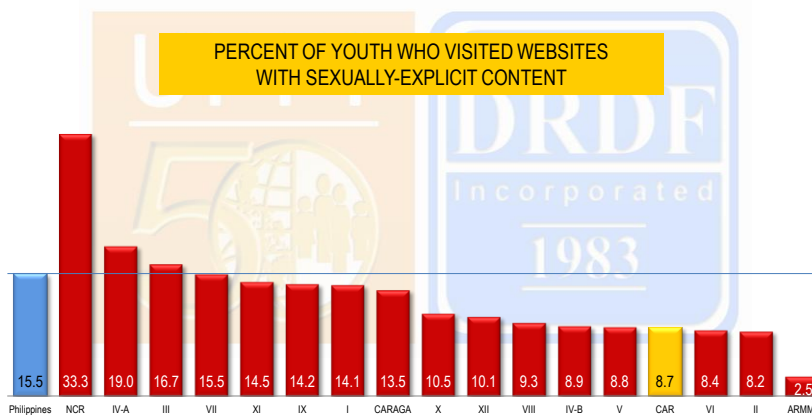 PERCENT OF YOUTH WHO VISITED WEBSITES
WITH SEXUALLY-EXPLICIT CONTENT
DRDF
Incorporated
1983
15.5 33.3 19.0 16.7 15.5 14.5 14.2 14.1 13.5 10.5 10.1 9.3 8.9 8.8 8.7 8.4 8.2 2.5
Philippines NCR IV-A III VII XI IX I CARAGA X XII VIII IV-B V CAR VI II ARMM